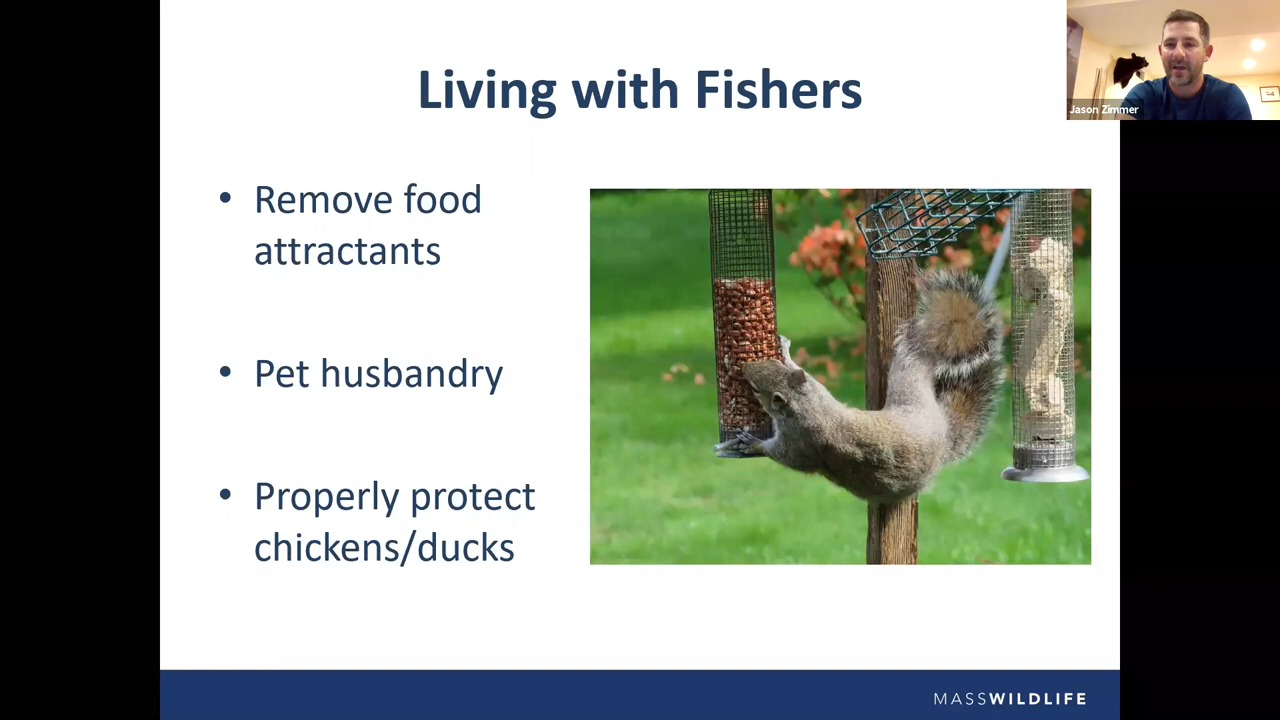 Living with Fishers
Jason Zimmer
• Remove food
attractants
• Pet husbandry
• Properly protect
chickens/ducks
MASSWILDLIFE